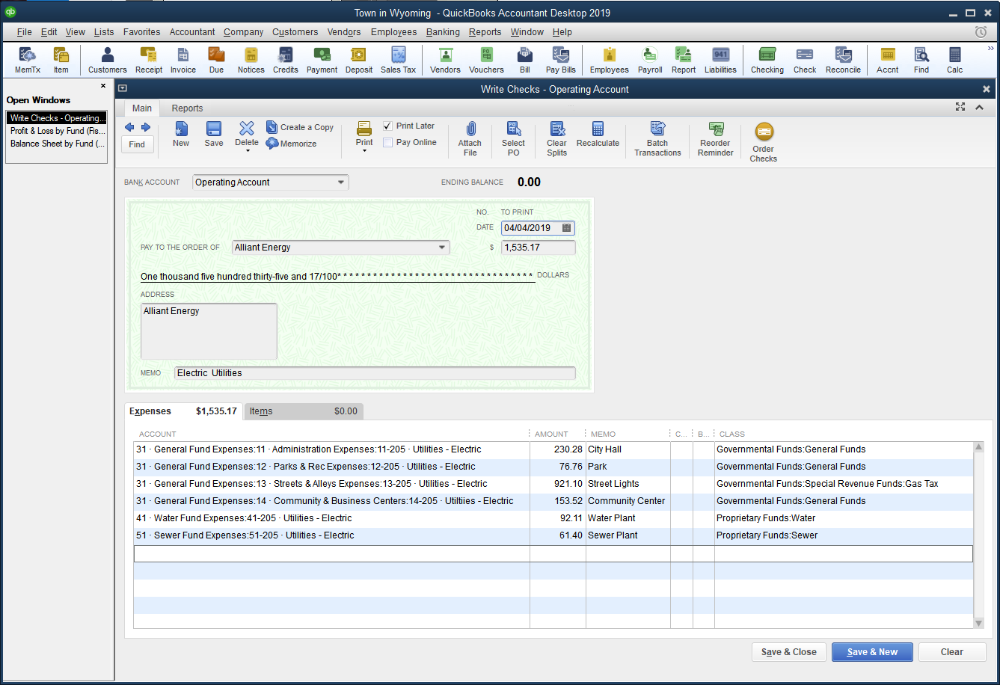 qb
Town in Wyoming - QuickBooks Accountant Desktop 2019
File Edit View Lists Favorites Accountant Company Customers Vendors Employees Banking Reports Window Help
MemTx Item Customers Receipt Invoice Due Notices Credits Payment Deposit Sales Tax Vendors Vouchers Bill Pay Bills Employees Payroll Report Liabilities Checking Check Reconcile Accnt Find Calc
Open Windows
Write Checks - Operating...
Profit & Loss by Fund (Fis...
Balance Sheet by Fund (...
Write Checks - Operating Account
Main Reports
Find
New
Save
Delete
Create a Copy
Memorize
Print
Print Later
Pay Online
Attach
File
Select
PO
Clear
Splits
Recalculate
Batch
Transactions
Reorder
Reminder
Order
Checks
BANK ACCOUNT Operating Account ENDING BALANCE 0.00
NO. TO PRINT
DATE 04/04/2019
PAY TO THE ORDER OF Alliant Energy $ 1,535.17
One thousand five hundred thirty-five and 17/100* * * * * * * * * * * * * * * * * * * * * * * * * * * * * * * * * DOLLARS
ADDRESS
Alliant Energy
MEMO Electric Utilities
Expenses $1,535.17 Items $0.00
ACCOUNT AMOUNT MEMO C... B... CLASS
31 · General Fund Expenses:11 · Administration Expenses:11-205 · Utilities - Electric 230.28 City Hall Governmental Funds:General Funds
31 · General Fund Expenses:12 · Parks & Rec Expenses:12-205 · Utilities - Electric 76.76 Park Governmental Funds:General Funds
31 · General Fund Expenses:13 · Streets & Alleys Expenses:13-205 · Utilities - Electric 921.10 Street Lights Governmental Funds:Special Revenue Funds:Gas Tax
31 · General Fund Expenses:14 · Community & Business Centers:14-205 · Utiltiies - Electric 153.52 Community Center Governmental Funds:General Funds
41 · Water Fund Expenses:41-205 · Utilities - Electric 92.11 Water Plant Proprietary Funds:Water
51 · Sewer Fund Expenses:51-205 · Utilities - Electric 61.40 Sewer Plant Proprietary Funds:Sewer
Save & Close Save & New Clear